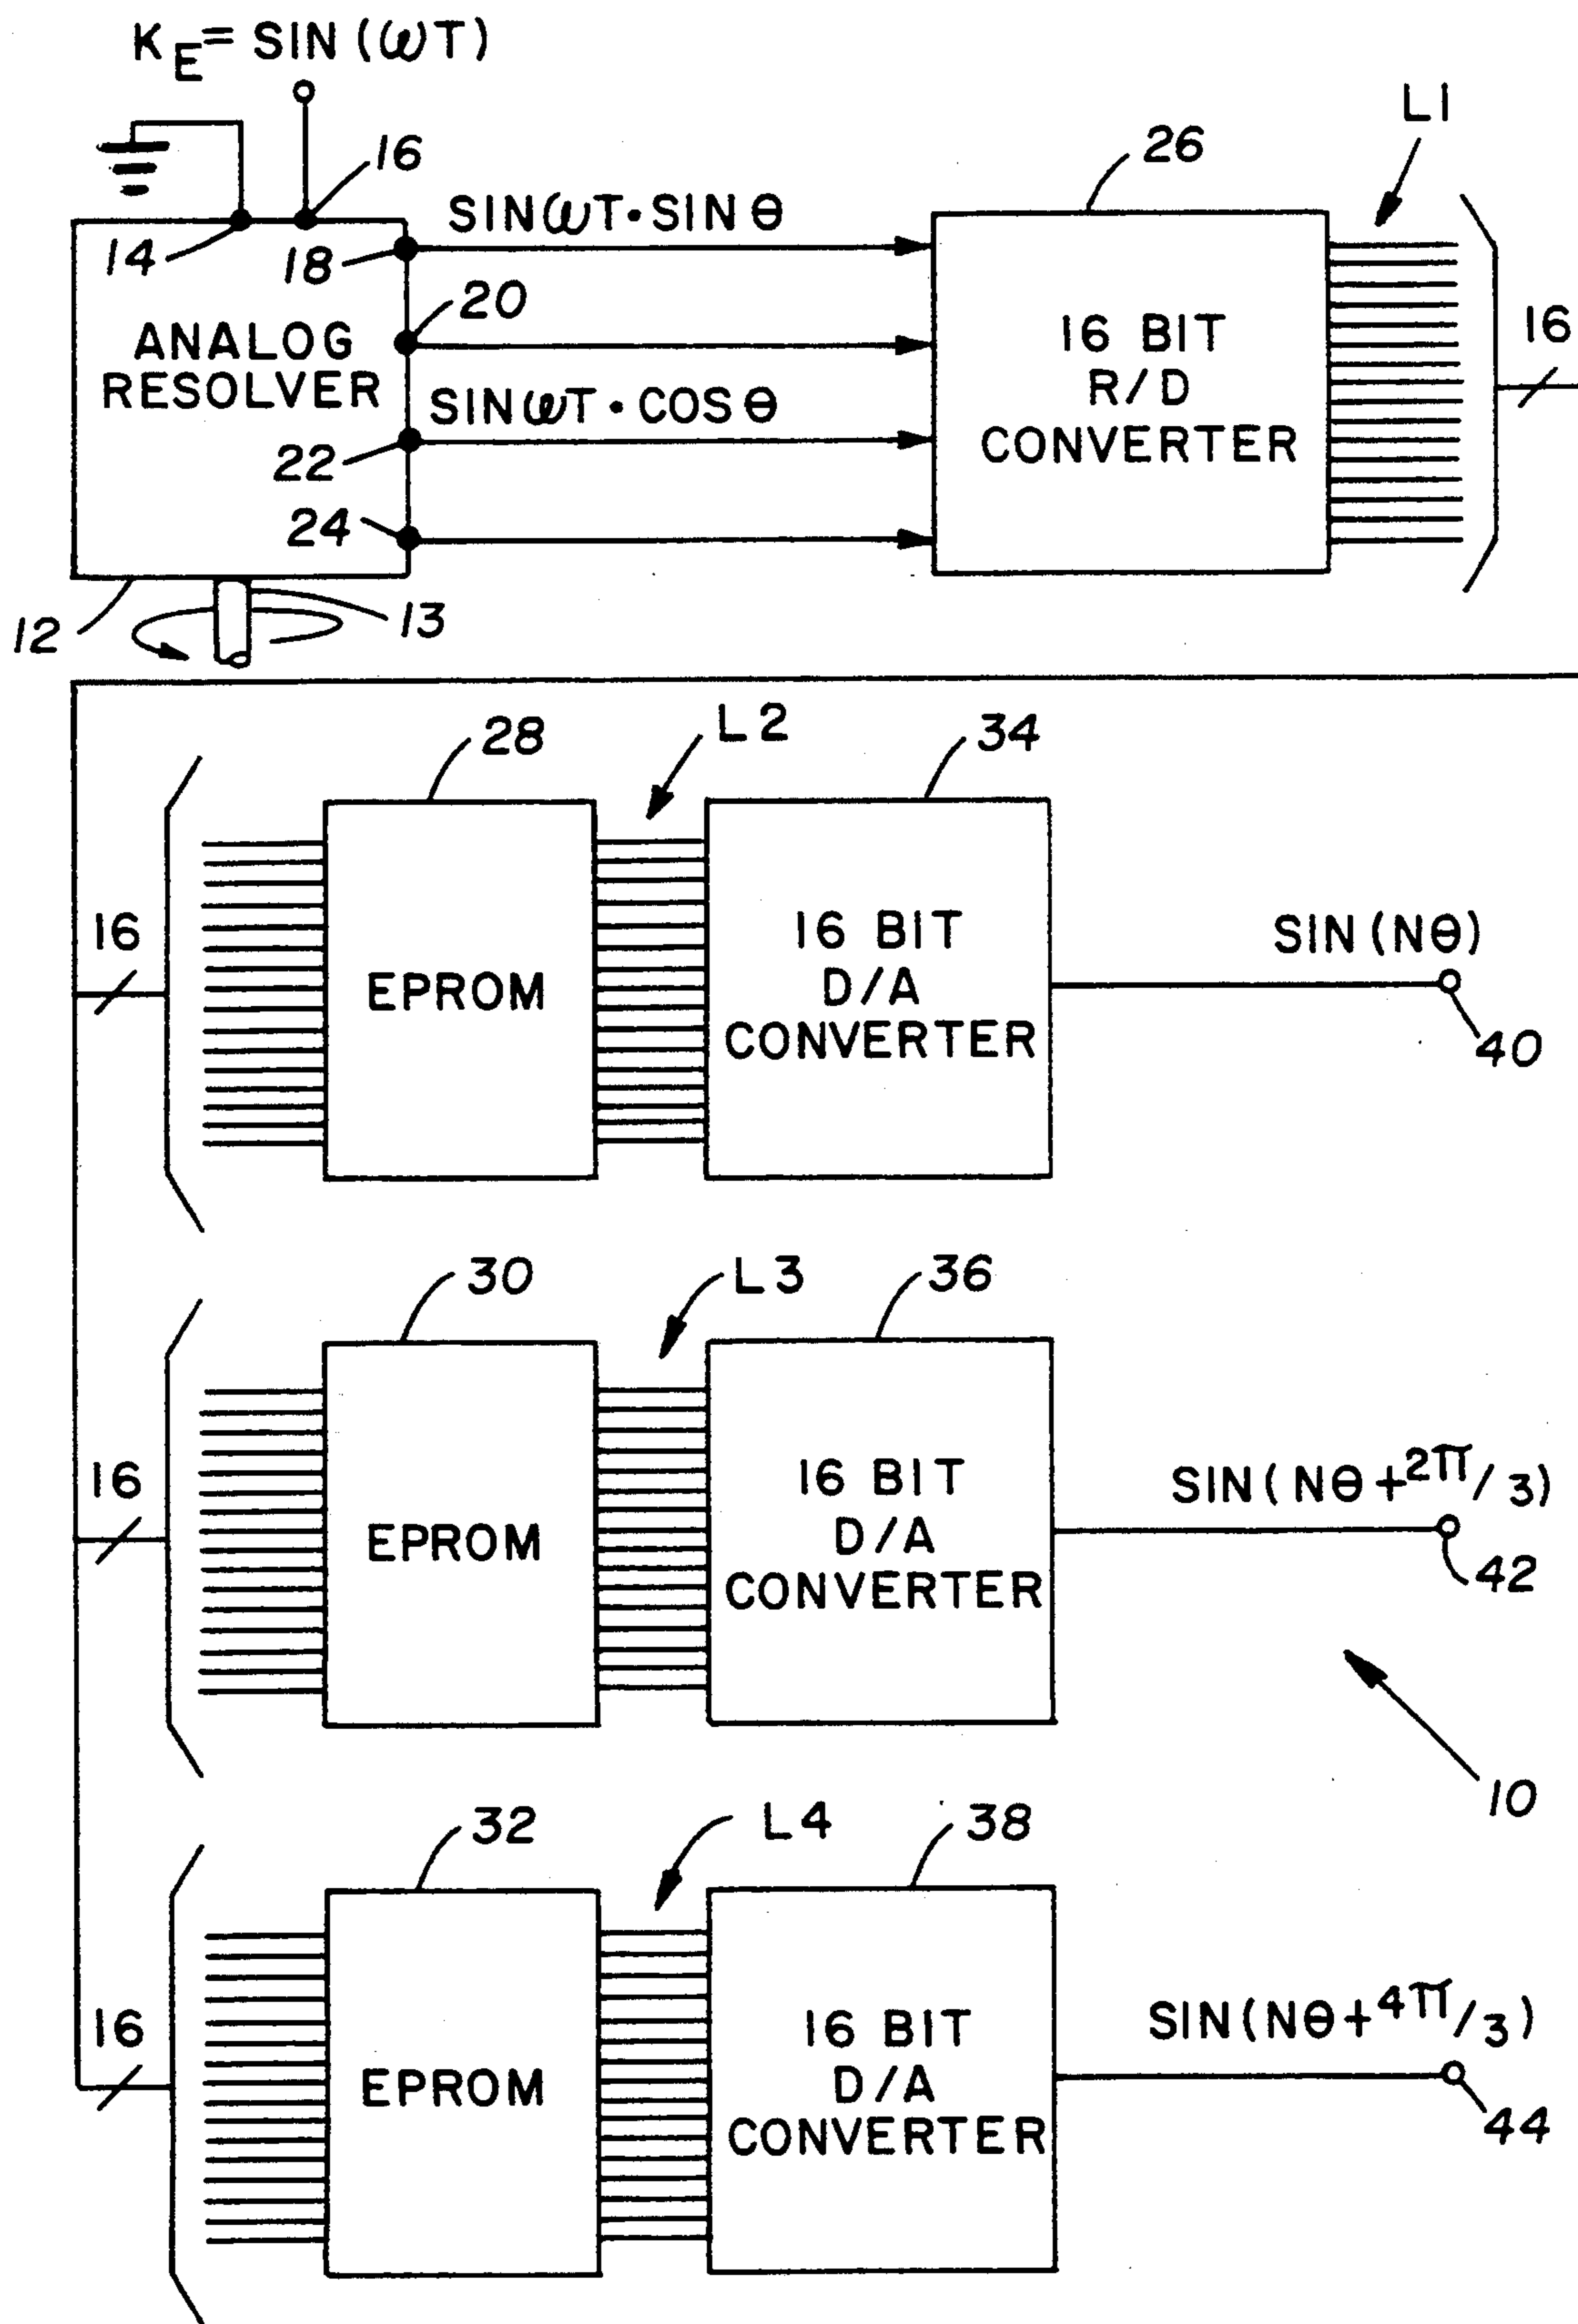 K_E = SIN (ωT)
L1
26
16
14
18
SINωT·SINθ
20
16
ANALOG
RESOLVER
SINωT·COSθ
22
24
16 BIT
R/D
CONVERTER
12
13
28
L2
34
16
EPROM
16 BIT
D/A
CONVERTER
SIN(Nθ)
40
30
L3
36
16
EPROM
16 BIT
D/A
CONVERTER
SIN(Nθ+2π/3)
42
10
32
L4
38
16
EPROM
16 BIT
D/A
CONVERTER
SIN(Nθ+4π/3)
44